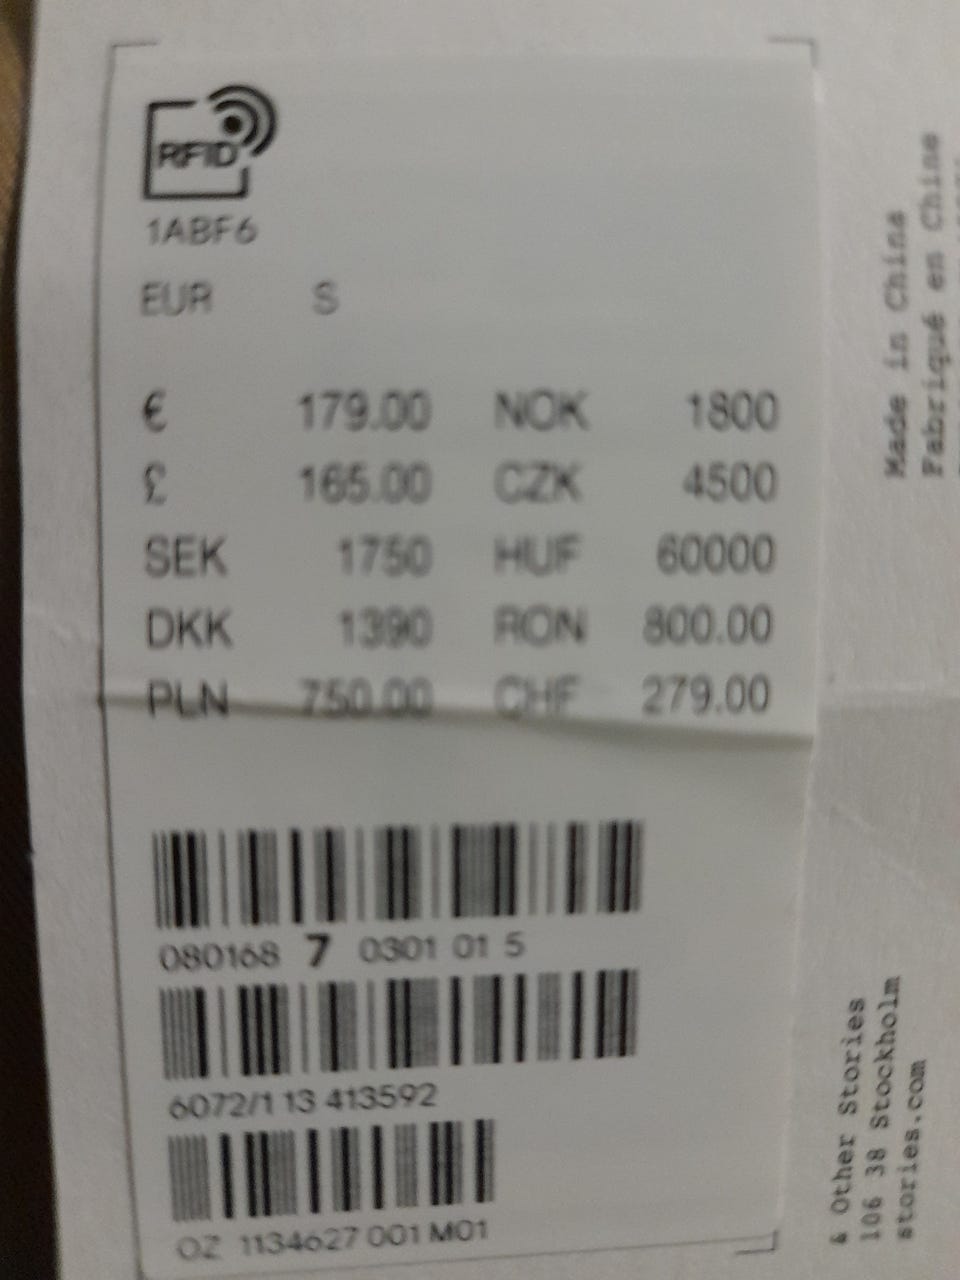 RFID
1ABF6
EUR S
€ 179.00 NOK 1800
£ 165.00 CZK 4500
SEK 1750 HUF 60000
DKK 1390 RON 800.00
PLN 750.00 CHF 279.00
080168 7 0301 01 5
6072/1 13 413592
OZ 1134627 001 M01
Made in China
Fabriqué en Chine
& Other Stories
106 38 Stockholm
stories.com